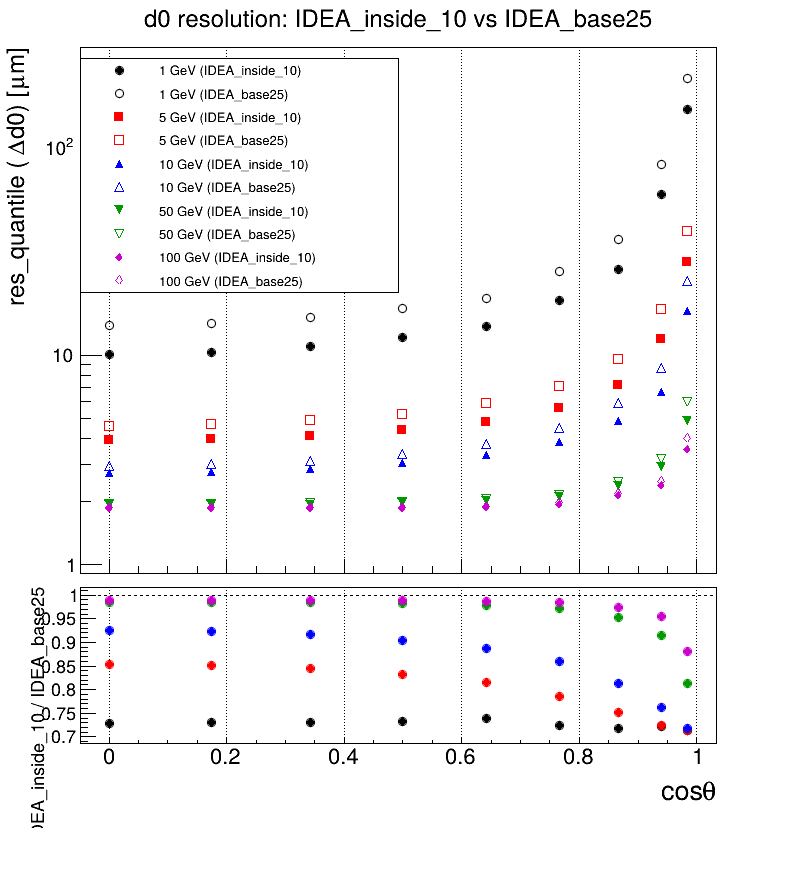 d0 resolution: IDEA_inside_10 vs IDEA_base25
res_quantile ( Δd0) [μm]
1 GeV (IDEA_inside_10)
1 GeV (IDEA_base25)
5 GeV (IDEA_inside_10)
5 GeV (IDEA_base25)
10 GeV (IDEA_inside_10)
10 GeV (IDEA_base25)
50 GeV (IDEA_inside_10)
50 GeV (IDEA_base25)
100 GeV (IDEA_inside_10)
100 GeV (IDEA_base25)
10²
10
1
DEA_inside_10 / IDEA_base25
1
0.95
0.9
0.85
0.8
0.75
0.7
0 0.2 0.4 0.6 0.8 1
cosθ